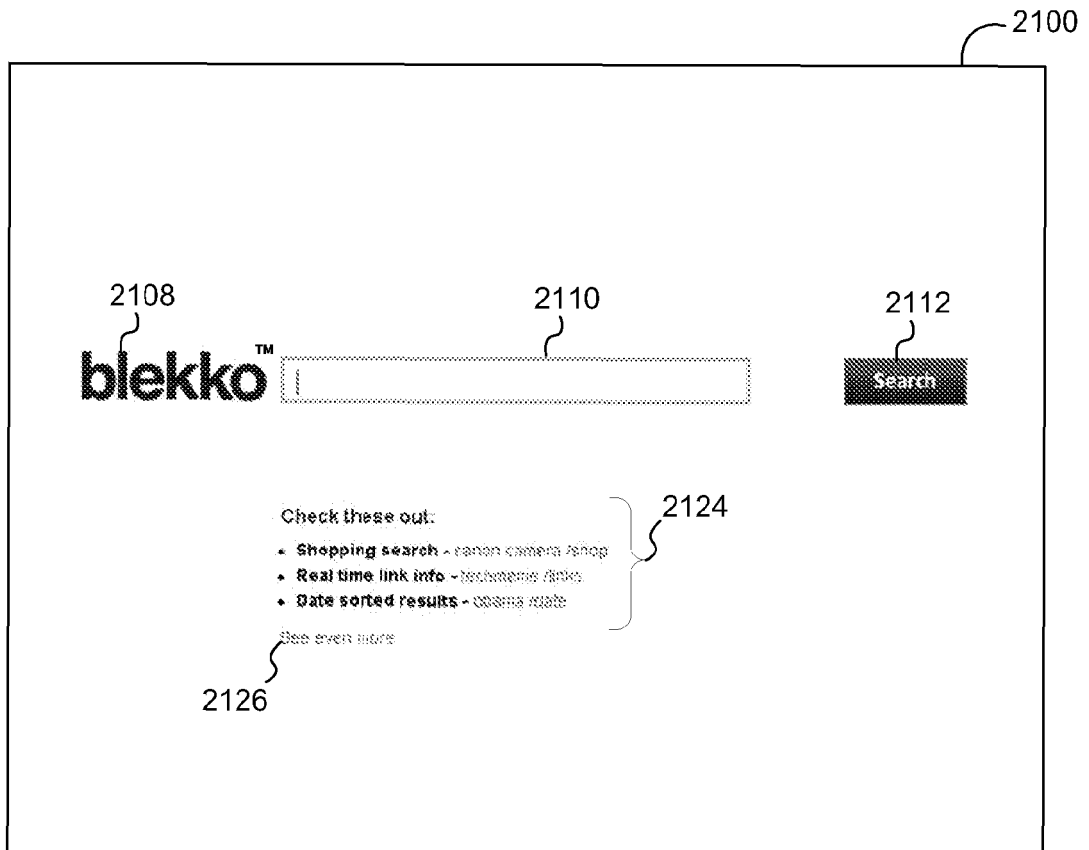 2100
2108
2110
2112
blekko™
Search
Check these out:
2124
• Shopping search - canon camera /shop
• Real time link info - techmeme /links
• Date sorted results - obama /date
See even more
2126